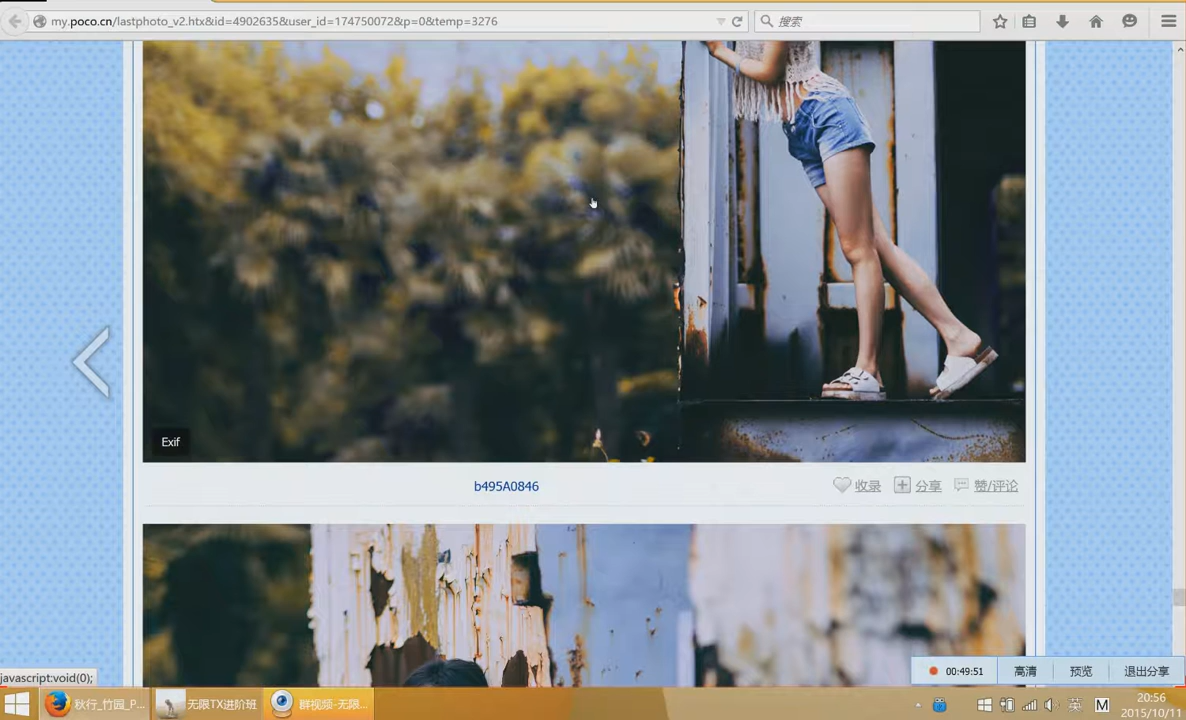 my.poco.cn/lastphoto_v2.htx&id=4902635&user_id=174750072&p=0&temp=3276
搜索
Exif
b495A0846
收录
分享
赞/评论
00:49:51
高清
预览
退出分享
javascript:void(0);
秋行_竹园_P...
无限TX进阶班
群视频-无限...
英
M
20:56
2015/10/11